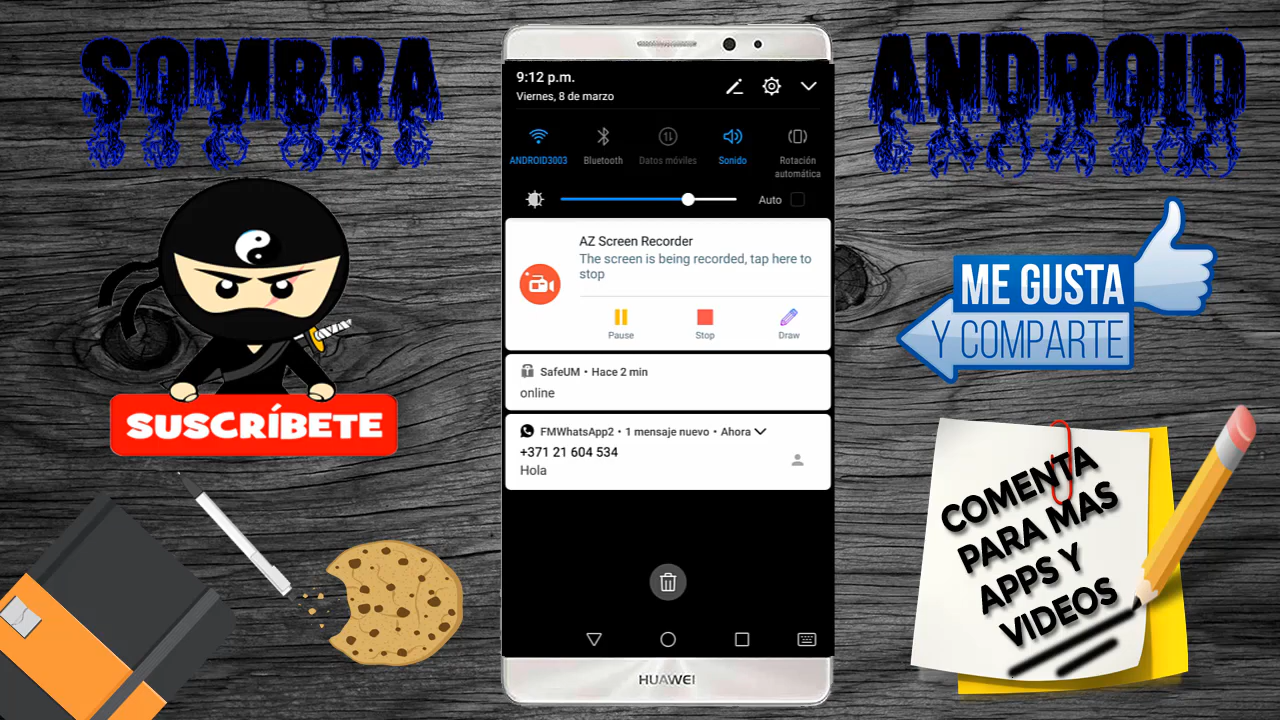 SOMBRA
ANDROID
9:12 p.m.
Viernes, 8 de marzo
ANDROID3003
Bluetooth
Datos móviles
Sonido
Rotación
automática
Auto
AZ Screen Recorder
The screen is being recorded, tap here to
stop
Pause
Stop
Draw
SafeUM • Hace 2 min
online
FMWhatsApp2 • 1 mensaje nuevo • Ahora
+371 21 604 534
Hola
HUAWEI
SUSCRÍBETE
ME GUSTA
Y COMPARTE
COMENTA
PARA MAS
APPS Y
VIDEOS